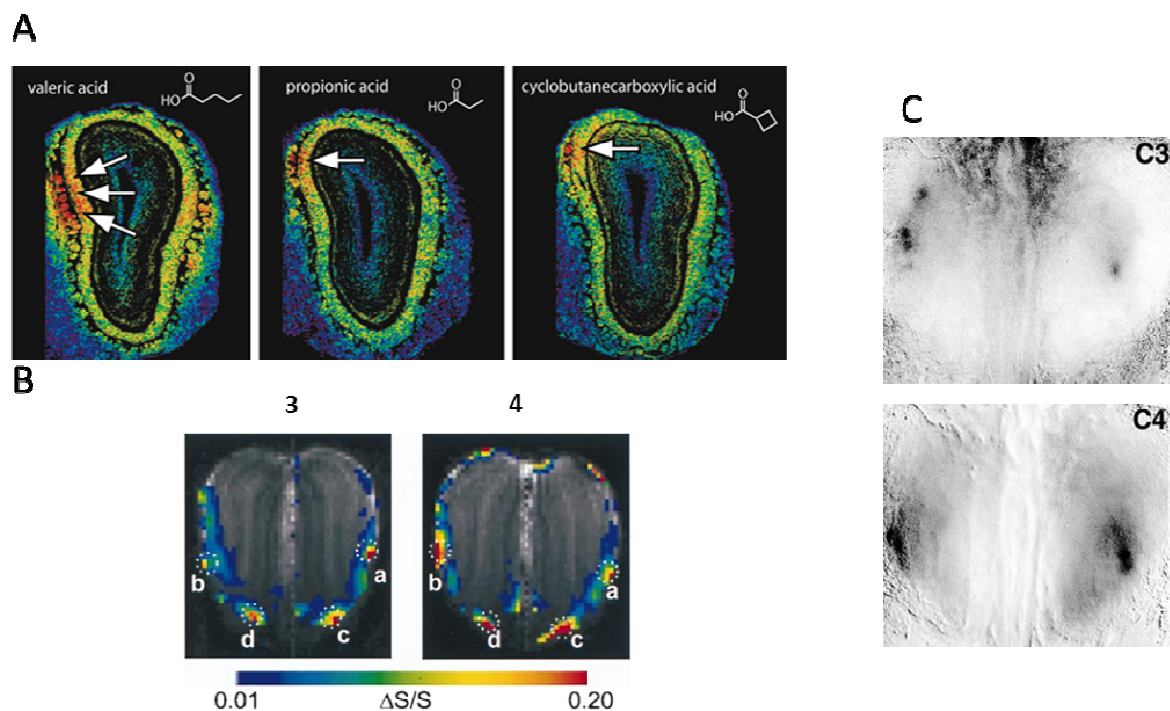 A
valeric acid
O
HO
propionic acid
O
HO
cyclobutanecarboxylic acid
O
HO
B
3
4
b
a
d
c
b
a
d
c
0.01
ΔS/S
0.20
C
C3
C4